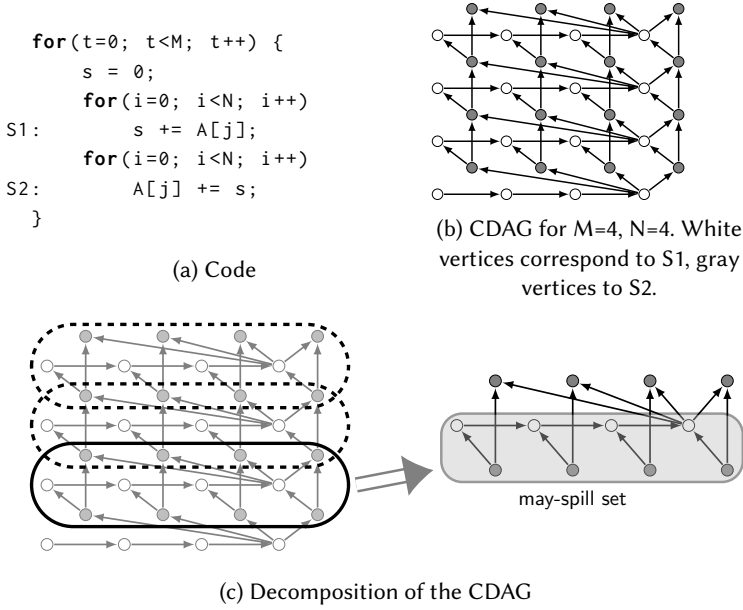 for(t=0; t<M; t++) {
s = 0;
for(i=0; i<N; i++)
S1: s += A[j];
for(i=0; i<N; i++)
S2: A[j] += s;
}
(a) Code
(b) CDAG for M=4, N=4. White
vertices correspond to S1, gray
vertices to S2.
may-spill set
(c) Decomposition of the CDAG